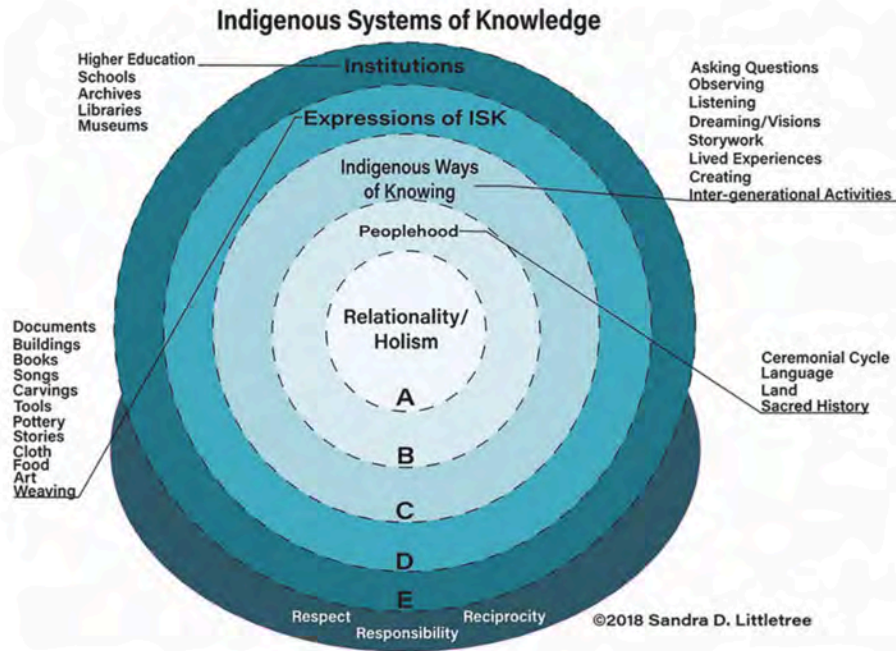 Indigenous Systems of Knowledge
Higher Education
Schools
Archives
Libraries
Museums
Institutions
Asking Questions
Observing
Listening
Dreaming/Visions
Storywork
Lived Experiences
Creating
Inter-generational Activities
Expressions of ISK
Indigenous Ways
of Knowing
Peoplehood
Relationality/
Holism
Documents
Buildings
Books
Songs
Carvings
Tools
Pottery
Stories
Cloth
Food
Art
Weaving
Ceremonial Cycle
Language
Land
Sacred History
A
B
C
D
E
Respect
Responsibility
Reciprocity
©2018 Sandra D. Littletree